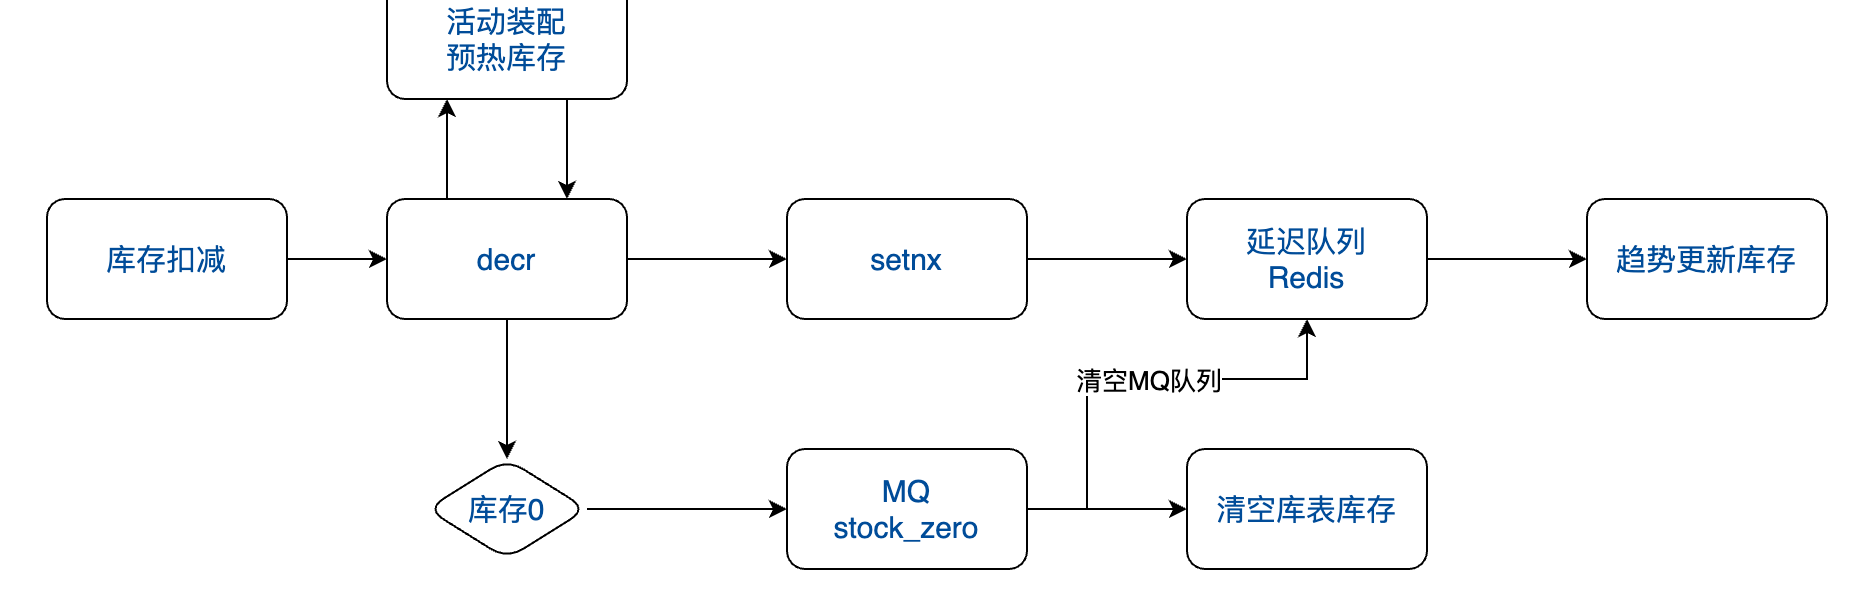 活动装配
预热库存
库存扣减
decr
setnx
延迟队列
Redis
趋势更新库存
清空MQ队列
库存0
MQ
stock_zero
清空库表库存